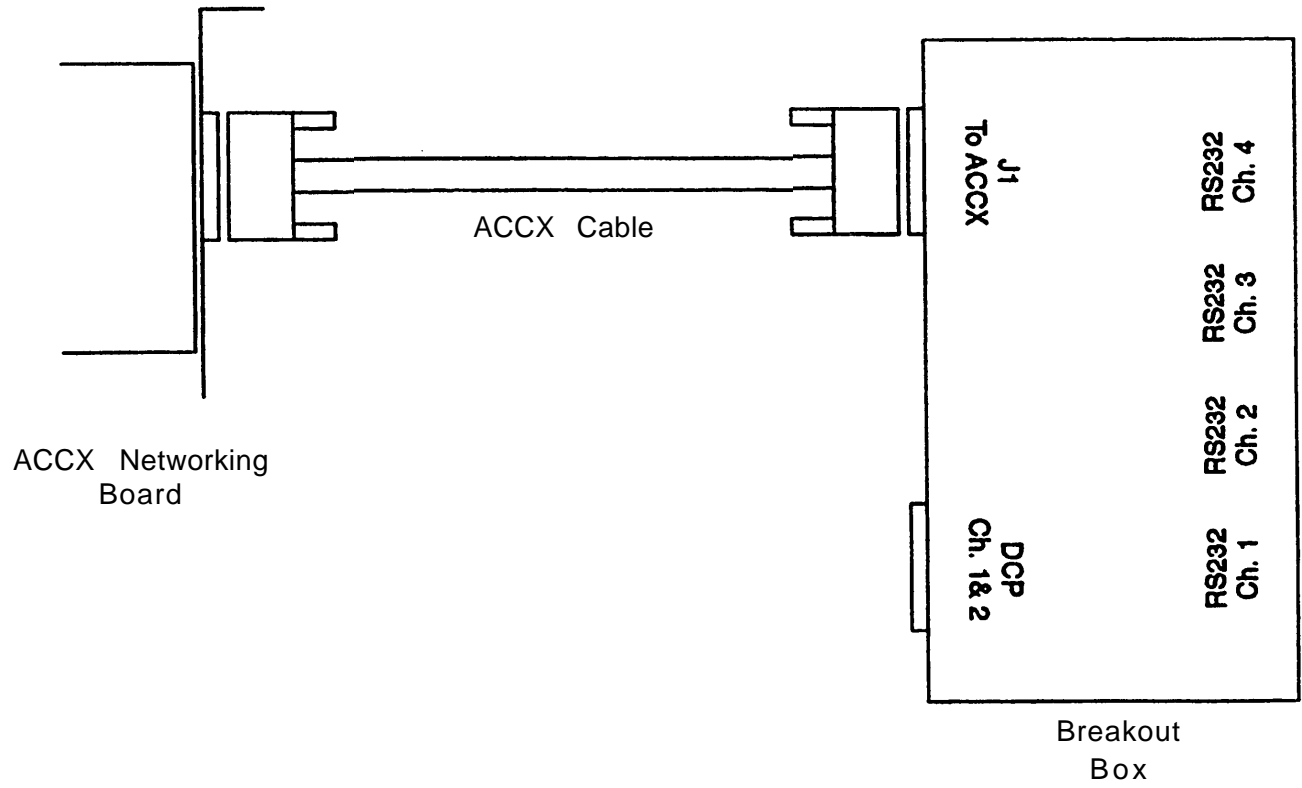 J1
To ACCX
RS232
Ch. 4
ACCX Cable
RS232
Ch. 3
RS232
Ch. 2
ACCX Networking
Board
DCP
Ch. 1& 2
RS232
Ch. 1
Breakout
Box